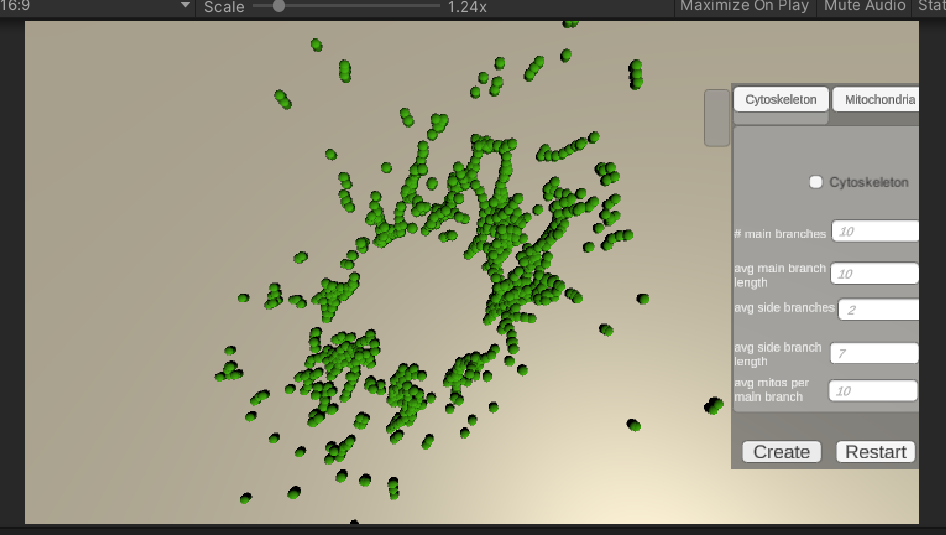 16:9 Scale 1.24x Maximize On Play Mute Audio Stat
Cytoskeleton Mitochondria
Cytoskeleton
# main branches 10
avg main branch
length 10
avg side branches 2
avg side branch
length 7
avg mitos per
main branch 10
Create Restart